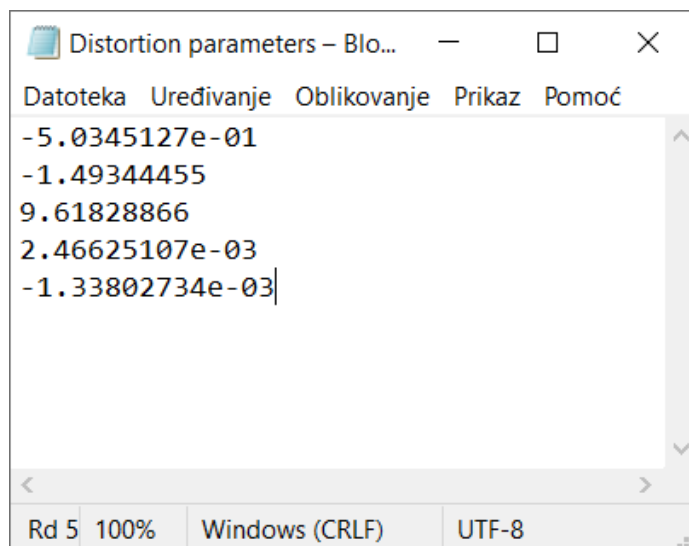 Distortion parameters – Blo...
Datoteka Uređivanje Oblikovanje Prikaz Pomoć
-5.0345127e-01
-1.49344455
9.61828866
2.46625107e-03
-1.33802734e-03
Rd 5 100% Windows (CRLF) UTF-8